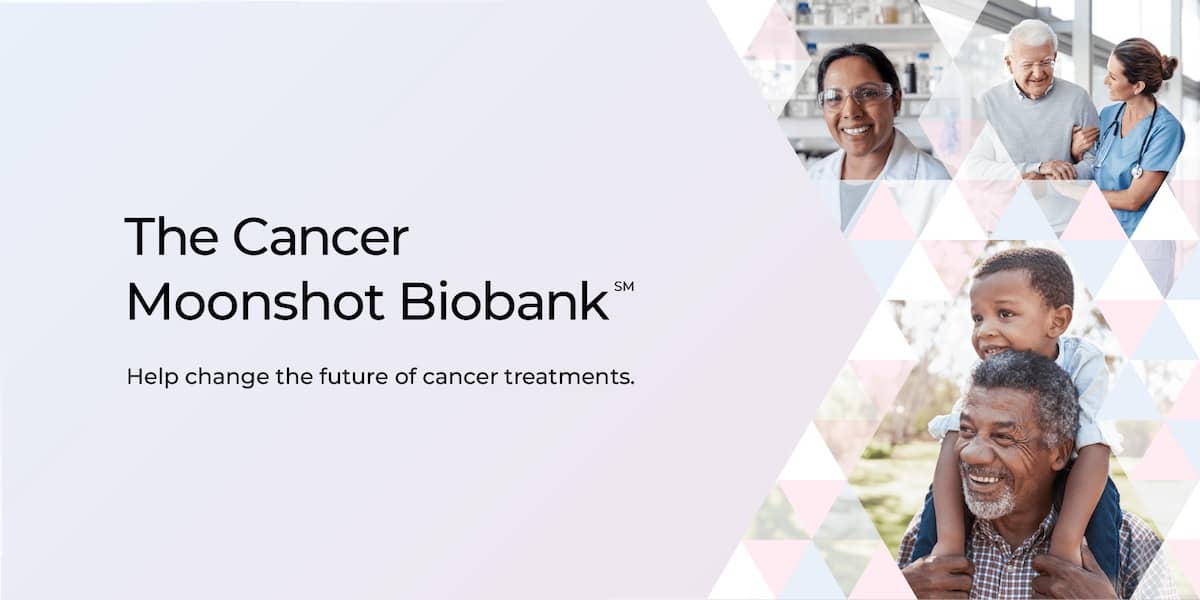 The Cancer
Moonshot Biobank℠
Help change the future of cancer treatments.